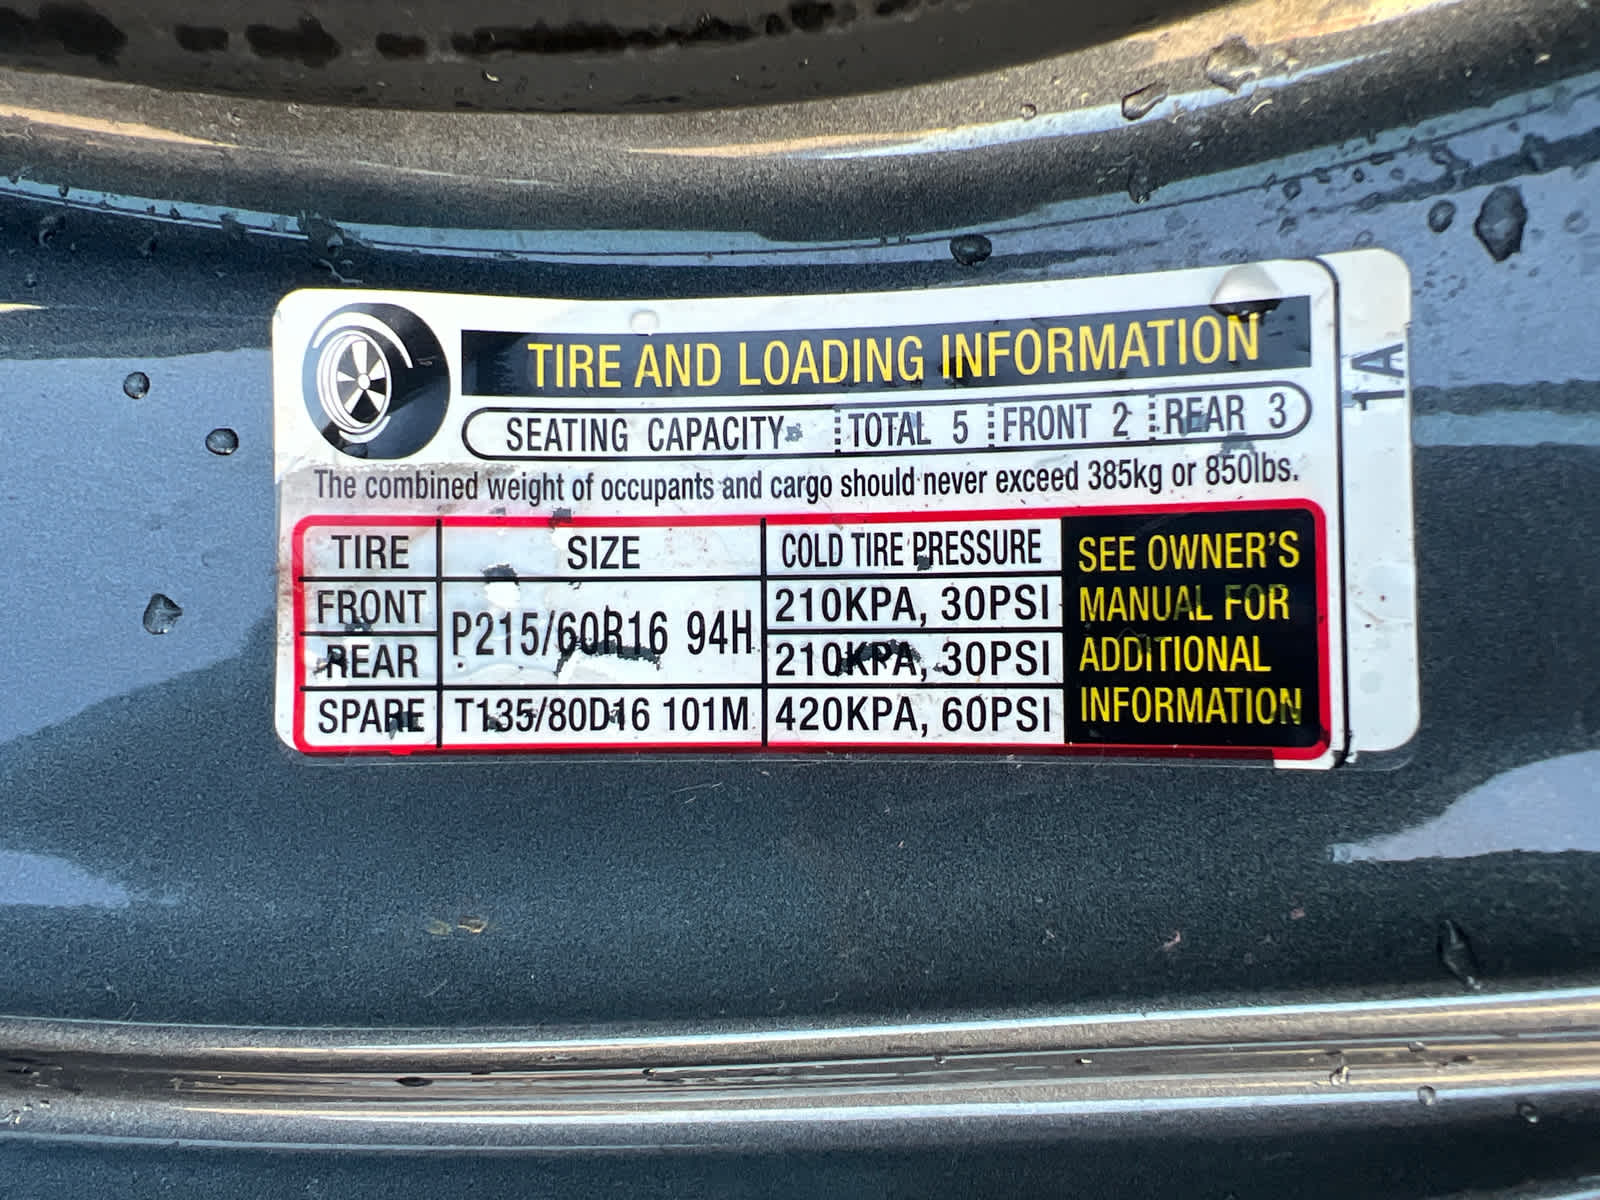 TIRE AND LOADING INFORMATION
SEATING CAPACITY TOTAL 5 FRONT 2 REAR 3
The combined weight of occupants and cargo should never exceed 385kg or 850lbs.
TIRE SIZE COLD TIRE PRESSURE
FRONT P215/60R16 94H 210KPA, 30PSI
REAR 210KPA, 30PSI
SPARE T135/80D16 101M 420KPA, 60PSI
SEE OWNER'S
MANUAL FOR
ADDITIONAL
INFORMATION
1A